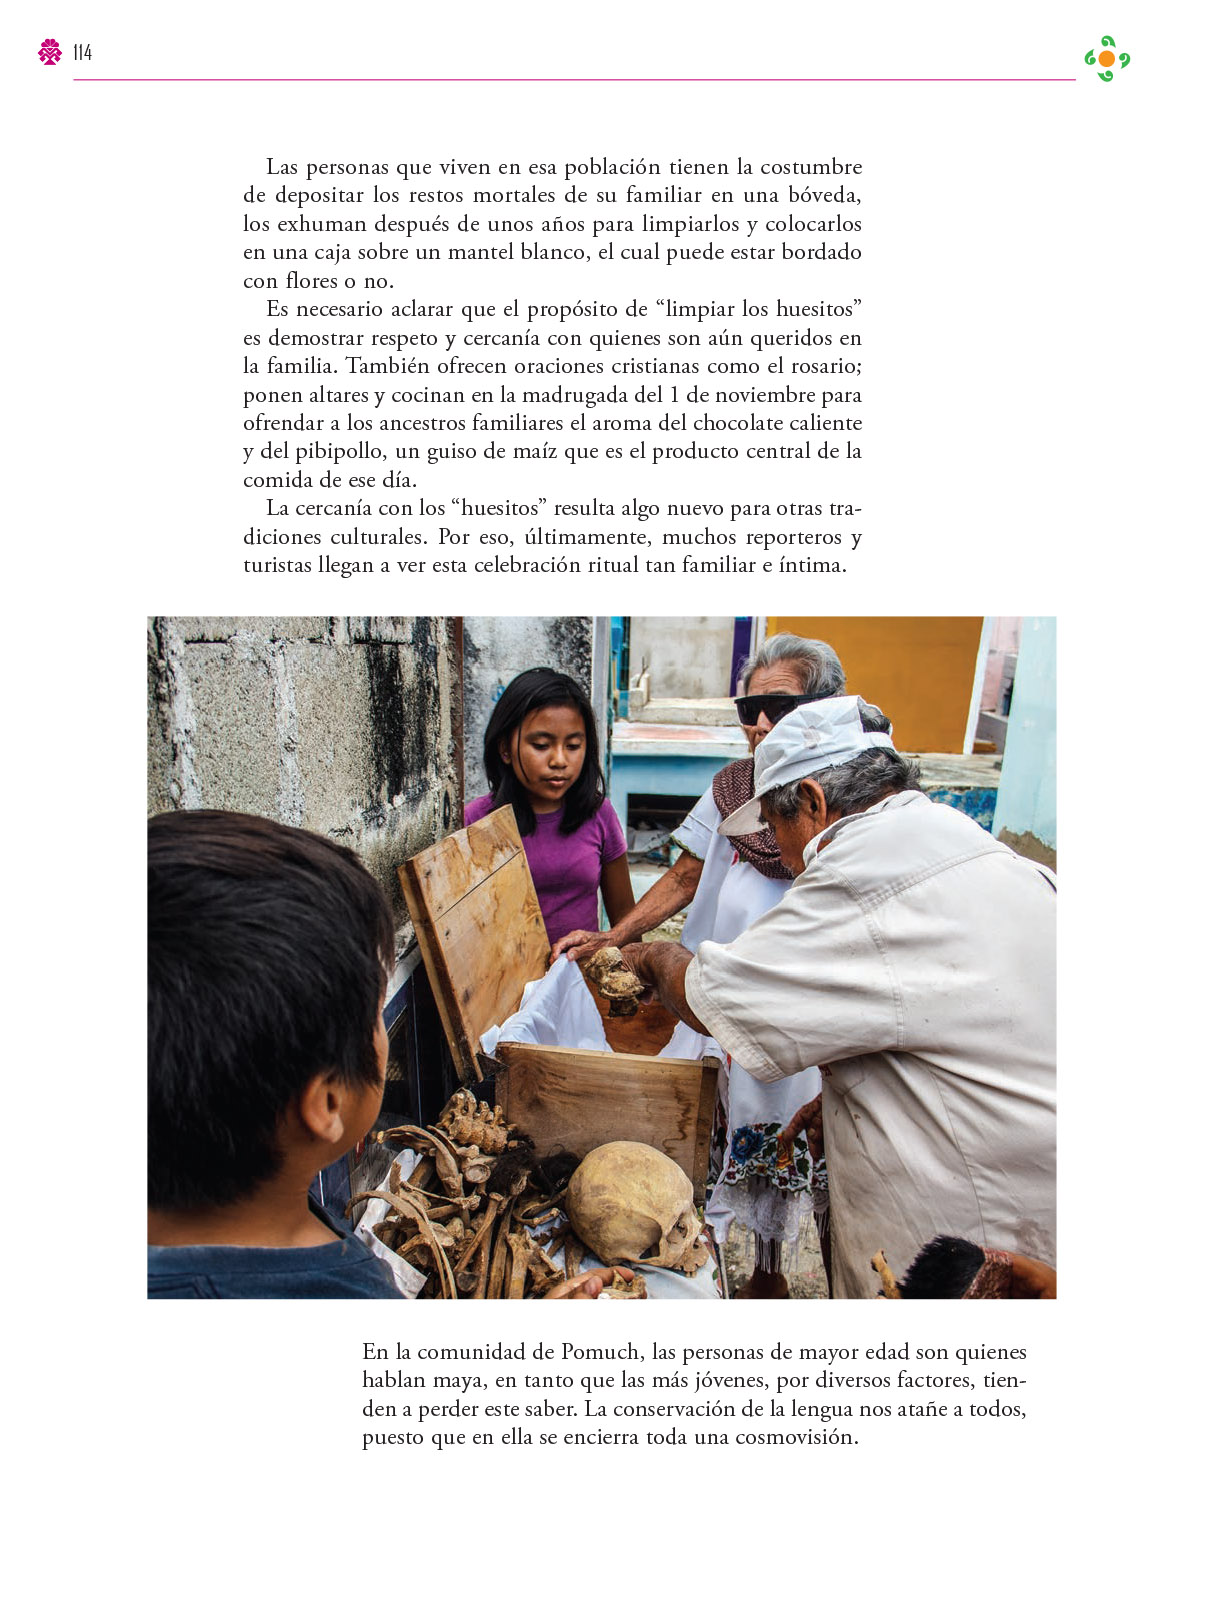 114
Las personas que viven en esa población tienen la costumbre
de depositar los restos mortales de su familiar en una bóveda,
los exhuman después de unos años para limpiarlos y colocarlos
en una caja sobre un mantel blanco, el cual puede estar bordado
con flores o no.
Es necesario aclarar que el propósito de “limpiar los huesitos”
es demostrar respeto y cercanía con quienes son aún queridos en
la familia. También ofrecen oraciones cristianas como el rosario;
ponen altares y cocinan en la madrugada del 1 de noviembre para
ofrendar a los ancestros familiares el aroma del chocolate caliente
y del pibipollo, un guiso de maíz que es el producto central de la
comida de ese día.
La cercanía con los “huesitos” resulta algo nuevo para otras tra-
diciones culturales. Por eso, últimamente, muchos reporteros y
turistas llegan a ver esta celebración ritual tan familiar e íntima.
En la comunidad de Pomuch, las personas de mayor edad son quienes
hablan maya, en tanto que las más jóvenes, por diversos factores, tien-
den a perder este saber. La conservación de la lengua nos atañe a todos,
puesto que en ella se encierra toda una cosmovisión.